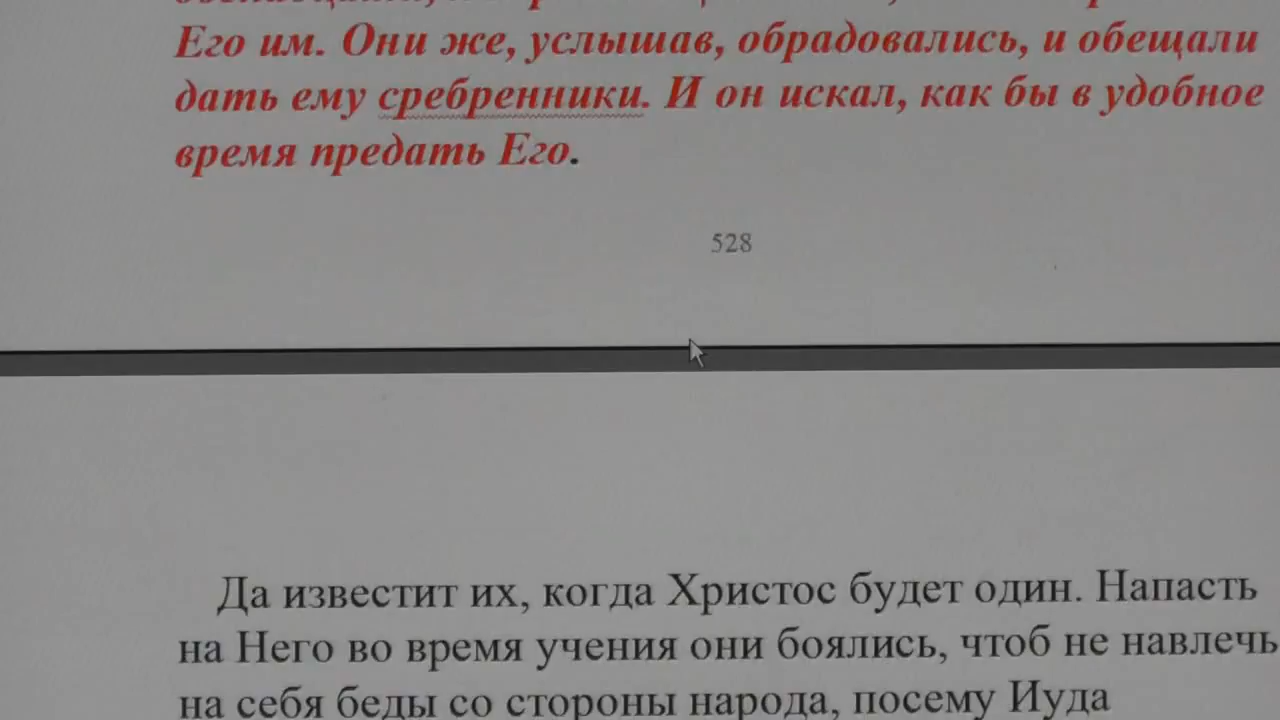 Его им. Они же, услышав, обрадовались, и обещали
дать ему сребренники. И он искал, как бы в удобное
время предать Его.
528
Да известит их, когда Христос будет один. Напасть
на Него во время учения они боялись, чтоб не навлечь
на себя беды со стороны народа, посему Иуда